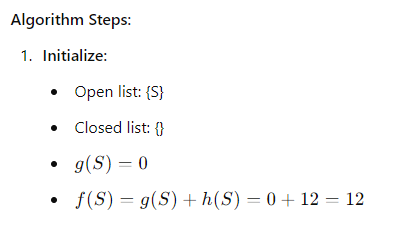 Algorithm Steps:
1. Initialize:
• Open list: {S}
• Closed list: {}
• g(S) = 0
• f(S) = g(S) + h(S) = 0 + 12 = 12